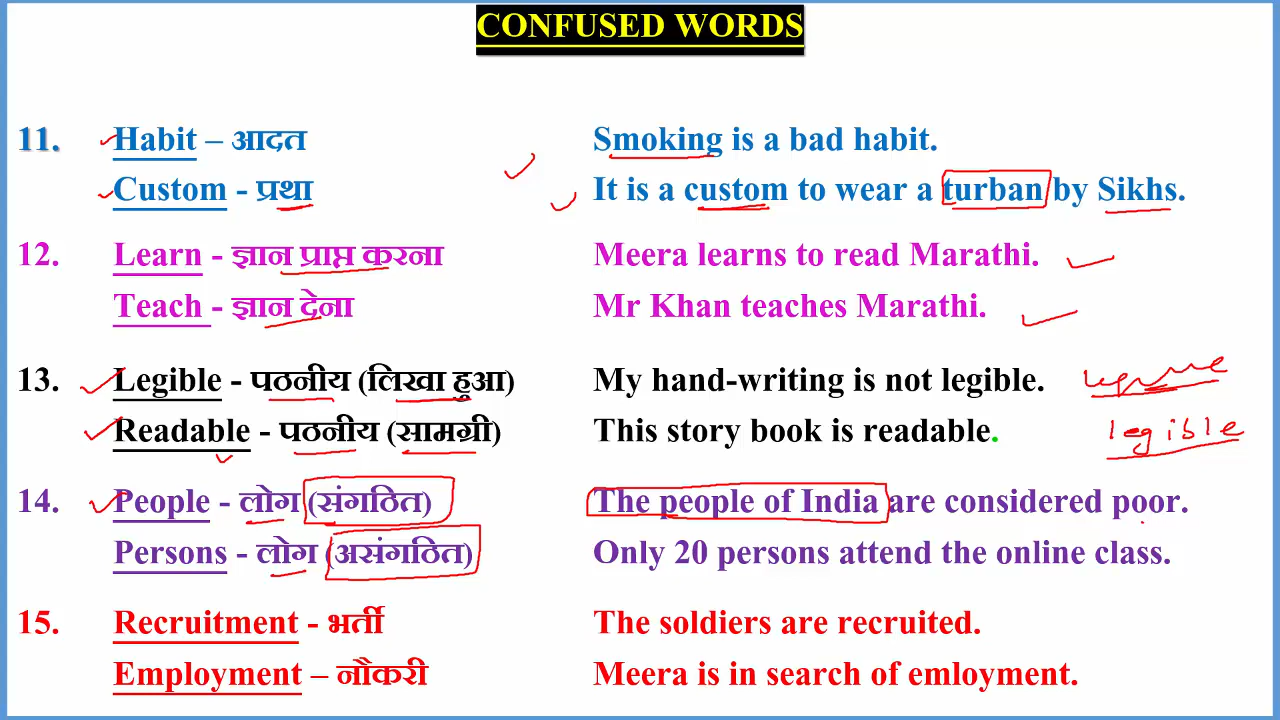 CONFUSED WORDS
11. Habit – आदत Smoking is a bad habit.
Custom - प्रथा It is a custom to wear a turban by Sikhs.
12. Learn - ज्ञान प्राप्त करना Meera learns to read Marathi.
Teach - ज्ञान देना Mr Khan teaches Marathi.
13. Legible - पठनीय (लिखा हुआ) My hand-writing is not legible.
Readable - पठनीय (सामग्री) This story book is readable. legible
14. People - लोग (संगठित) The people of India are considered poor.
Persons - लोग (असंगठित) Only 20 persons attend the online class.
15. Recruitment - भर्ती The soldiers are recruited.
Employment – नौकरी Meera is in search of emloyment.